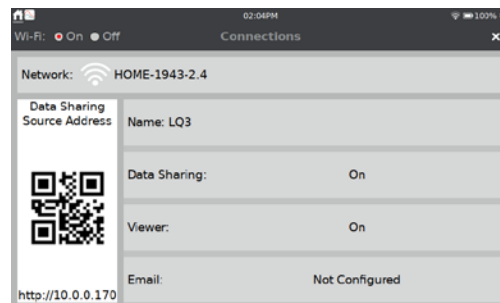 02:04PM
100%
Wi-Fi: On Off
Connections
×
Network: HOME-1943-2.4
Data Sharing
Source Address
http://10.0.0.170
Name: LQ3
Data Sharing: On
Viewer: On
Email: Not Configured